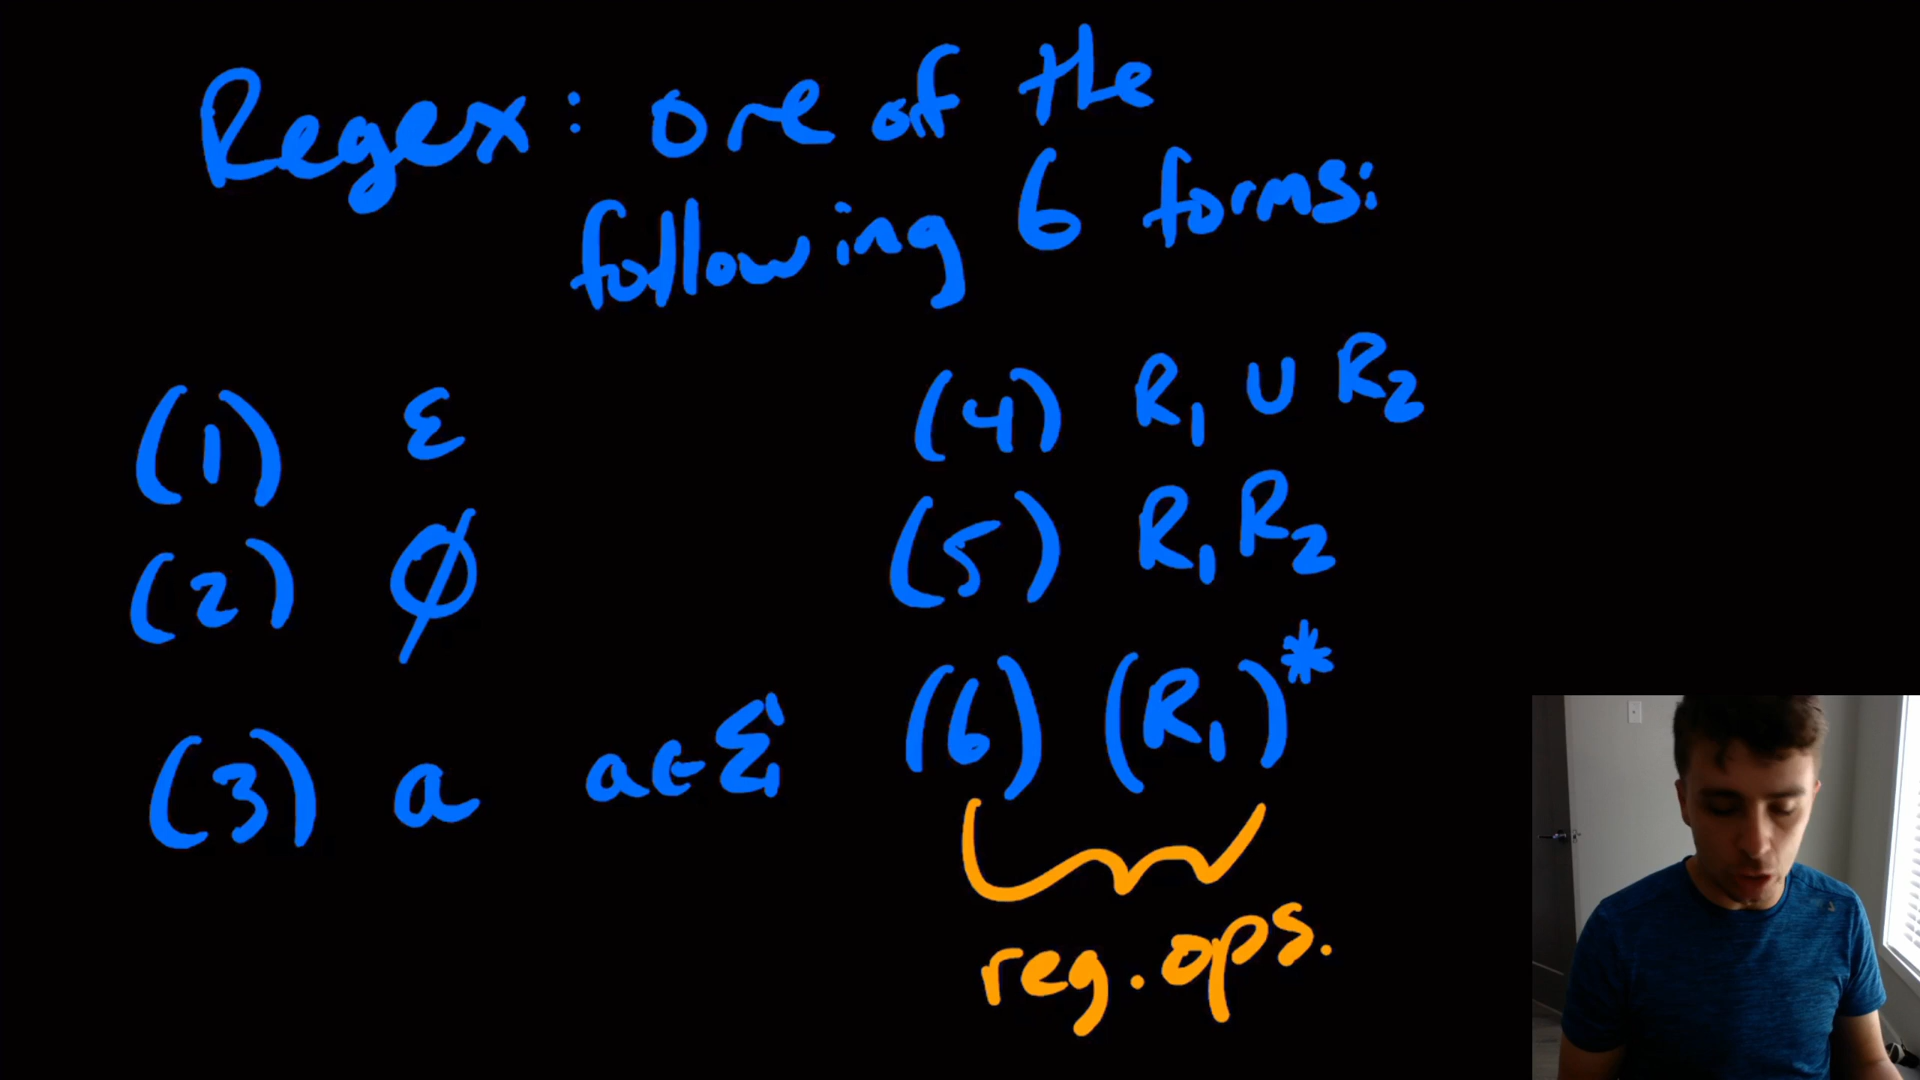 Regex: one of the
following 6 forms:
(1) ε
(2) ∅
(3) a a∈Σ
(4) R₁ ∪ R₂
(5) R₁R₂
(6) (R₁)*
reg. ops.